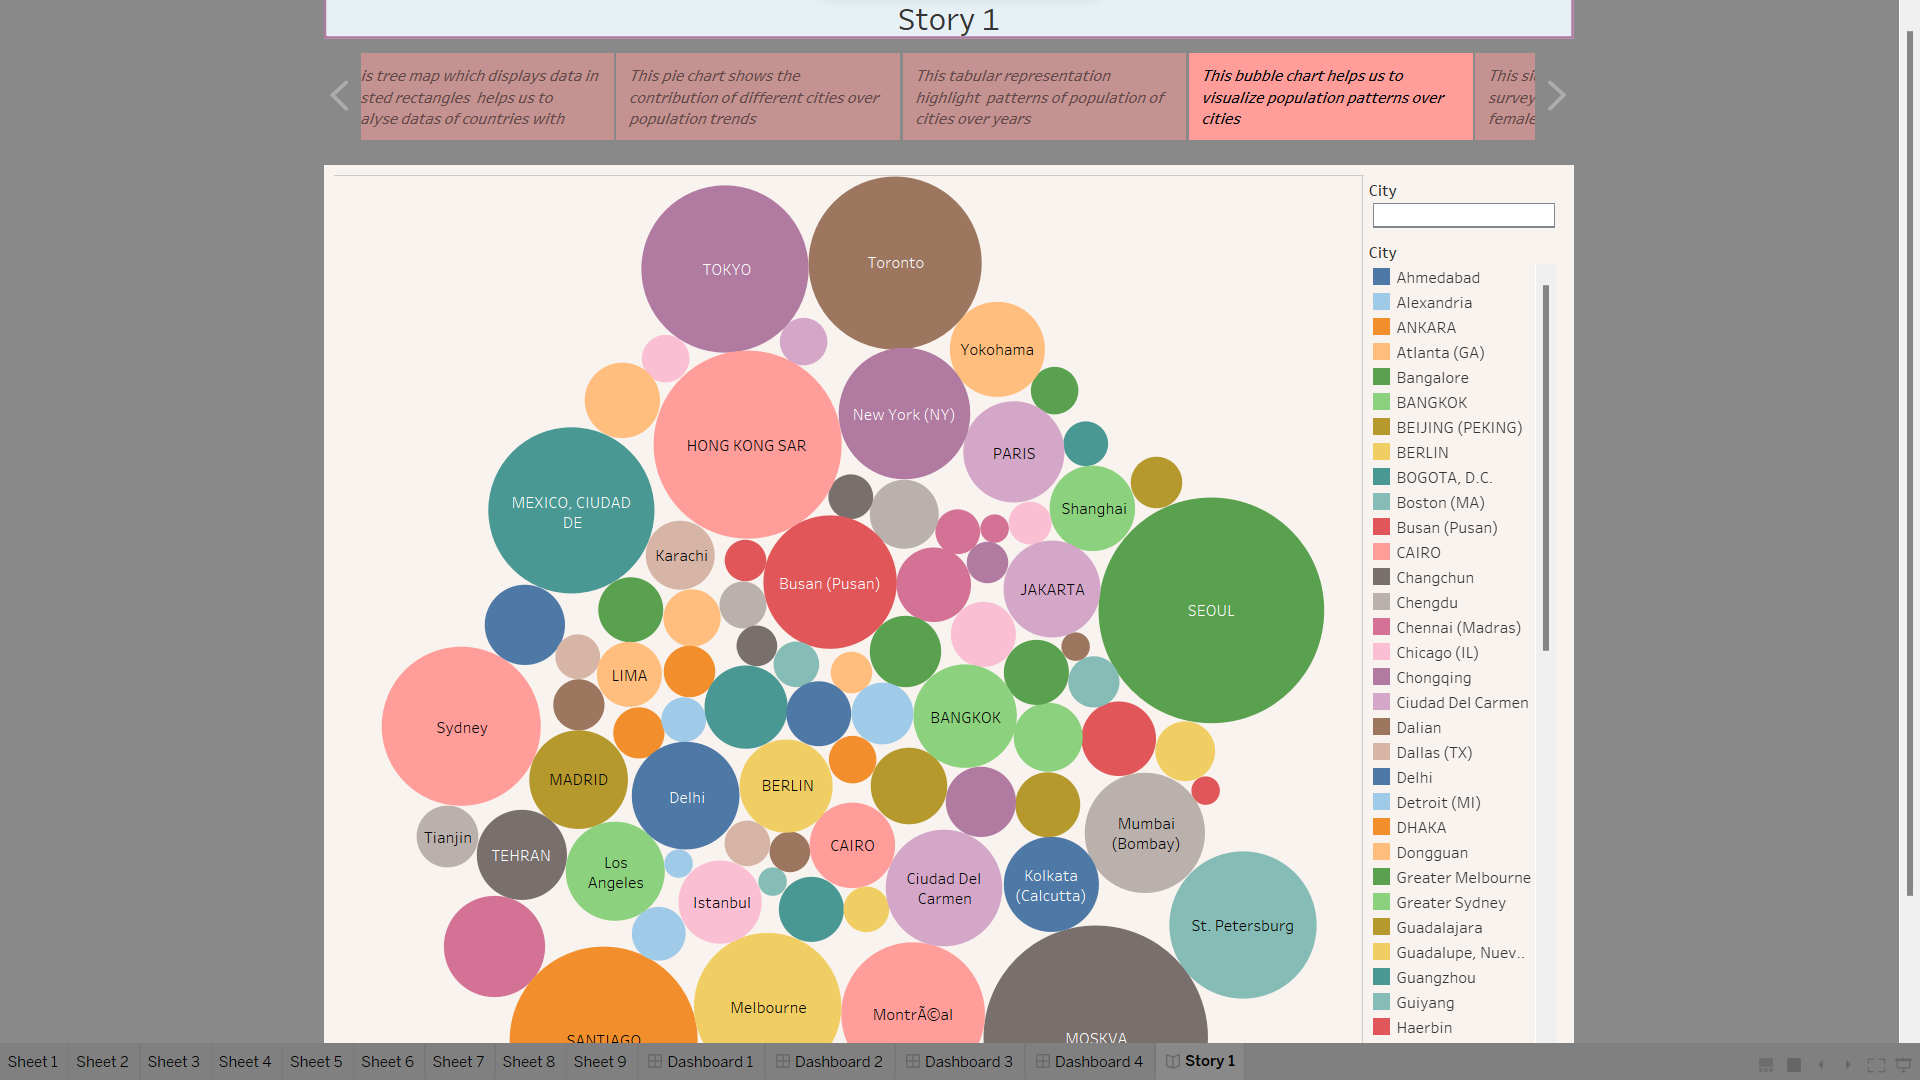 Story 1
is tree map which displays data in
sted rectangles helps us to
alyse datas of countries with
This pie chart shows the
contribution of different cities over
population trends
This tabular representation
highlight patterns of population of
cities over years
This bubble chart helps us to
visualize population patterns over
cities
This si
survey
female
TOKYO
Toronto
Yokohama
New York (NY)
HONG KONG SAR
PARIS
MEXICO, CIUDAD
DE
Shanghai
Karachi
Busan (Pusan)
JAKARTA
SEOUL
LIMA
BANGKOK
Sydney
MADRID
BERLIN
Delhi
Mumbai
(Bombay)
Tianjin
TEHRAN
CAIRO
Los
Angeles
Ciudad Del
Carmen
Kolkata
(Calcutta)
Istanbul
St. Petersburg
Melbourne
MontrÃ©al
SANTIAGO
MOSKVA
City
City
Ahmedabad
Alexandria
ANKARA
Atlanta (GA)
Bangalore
BANGKOK
BEIJING (PEKING)
BERLIN
BOGOTA, D.C.
Boston (MA)
Busan (Pusan)
CAIRO
Changchun
Chengdu
Chennai (Madras)
Chicago (IL)
Chongqing
Ciudad Del Carmen
Dalian
Dallas (TX)
Delhi
Detroit (MI)
DHAKA
Dongguan
Greater Melbourne
Greater Sydney
Guadalajara
Guadalupe, Nuev..
Guangzhou
Guiyang
Haerbin
Sheet 1 Sheet 2 Sheet 3 Sheet 4 Sheet 5 Sheet 6 Sheet 7 Sheet 8 Sheet 9 Dashboard 1 Dashboard 2 Dashboard 3 Dashboard 4 Story 1